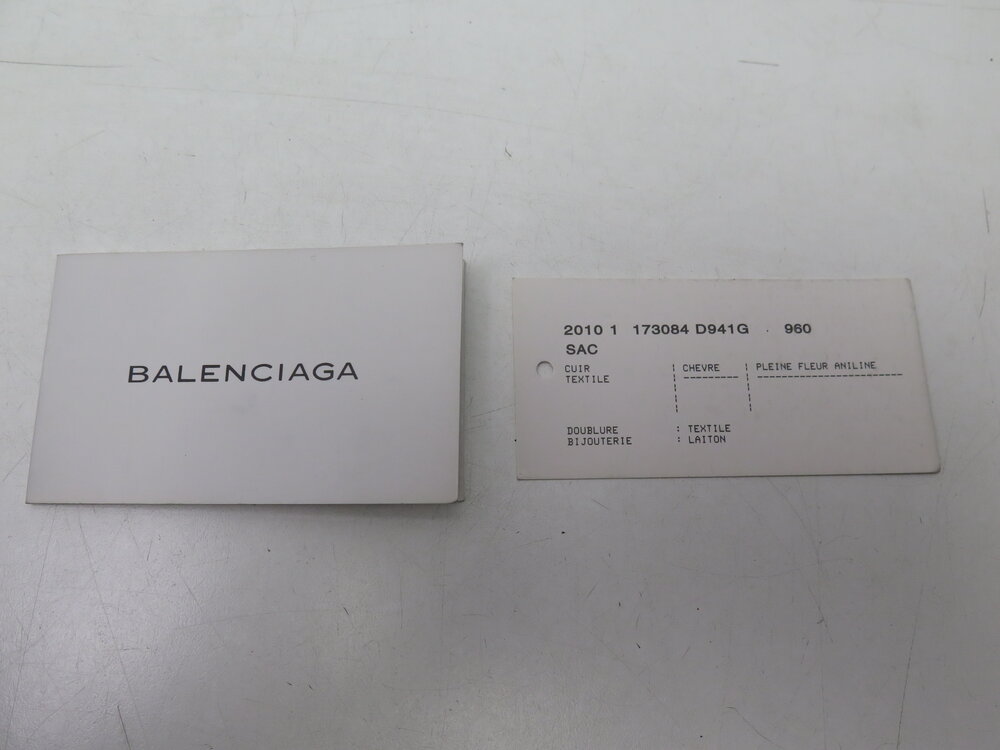 BALENCIAGA
2010 1 173084 D941G . 960
SAC
CUIR CHEVRE PLEINE FLEUR ANILINE
TEXTILE
DOUBLURE : TEXTILE
BIJOUTERIE : LAITON